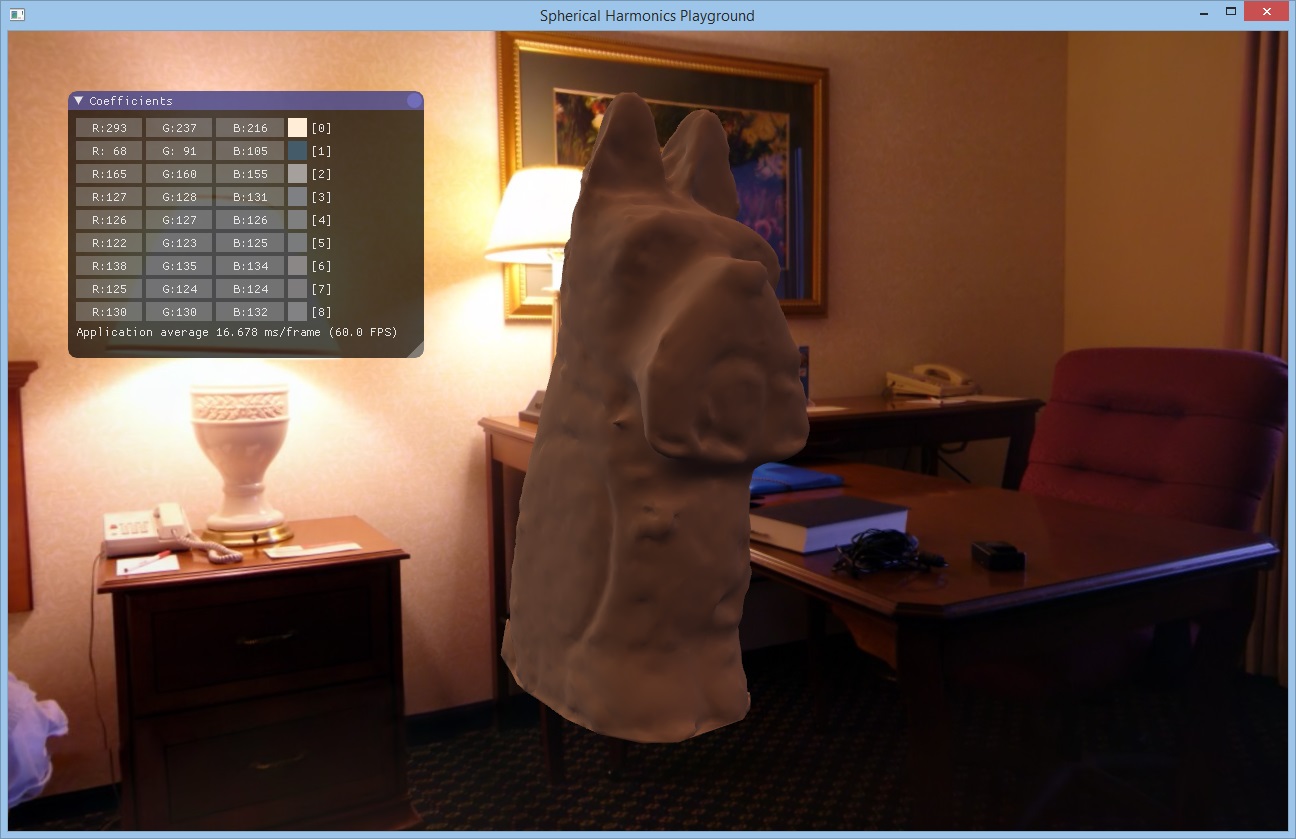 Spherical Harmonics Playground
Coefficients
R:293 G:237 B:216 [0]
R: 68 G: 91 B:105 [1]
R:165 G:160 B:155 [2]
R:127 G:128 B:131 [3]
R:126 G:127 B:126 [4]
R:122 G:123 B:125 [5]
R:138 G:135 B:134 [6]
R:125 G:124 B:124 [7]
R:130 G:130 B:132 [8]
Application average 16.678 ms/frame (60.0 FPS)